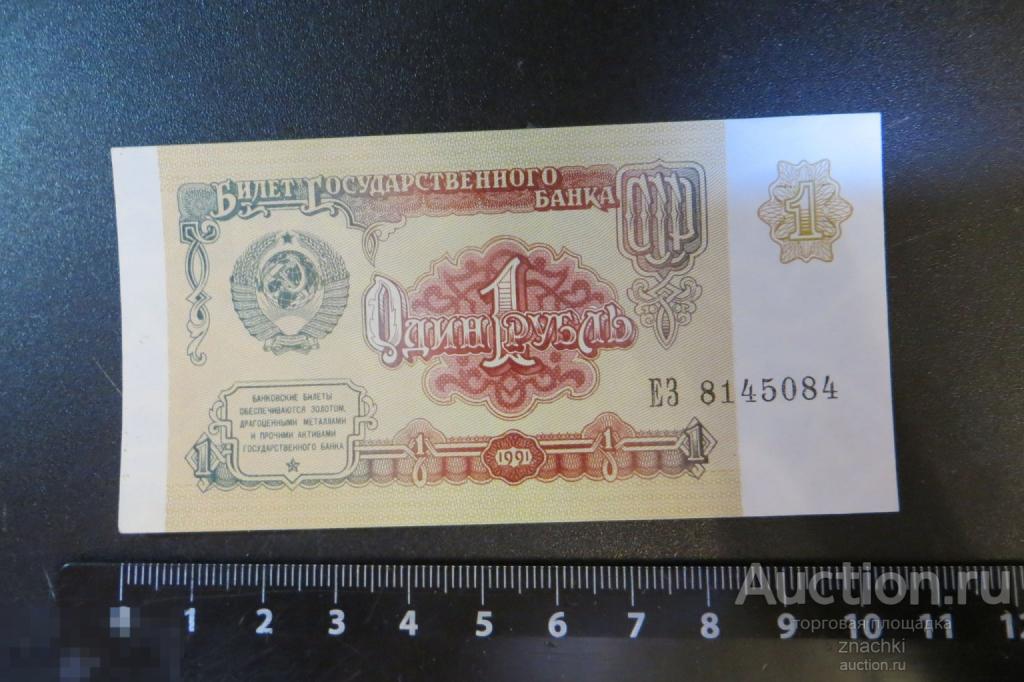 Билет Государственного
Банка
СССР
1
Один 1 Рубль
БАНКОВСКИЕ БИЛЕТЫ
ОБЕСПЕЧИВАЮТСЯ ЗОЛОТОМ,
ДРАГОЦЕННЫМИ МЕТАЛЛАМИ
И ПРОЧИМИ АКТИВАМИ
ГОСУДАРСТВЕННОГО БАНКА
ЕЗ 8145084
1 1 1991 1 1
1 2 3 4 5 6 7 8 9 10 11 12
Auction.ru
торговая площадка
znachki
auction.ru